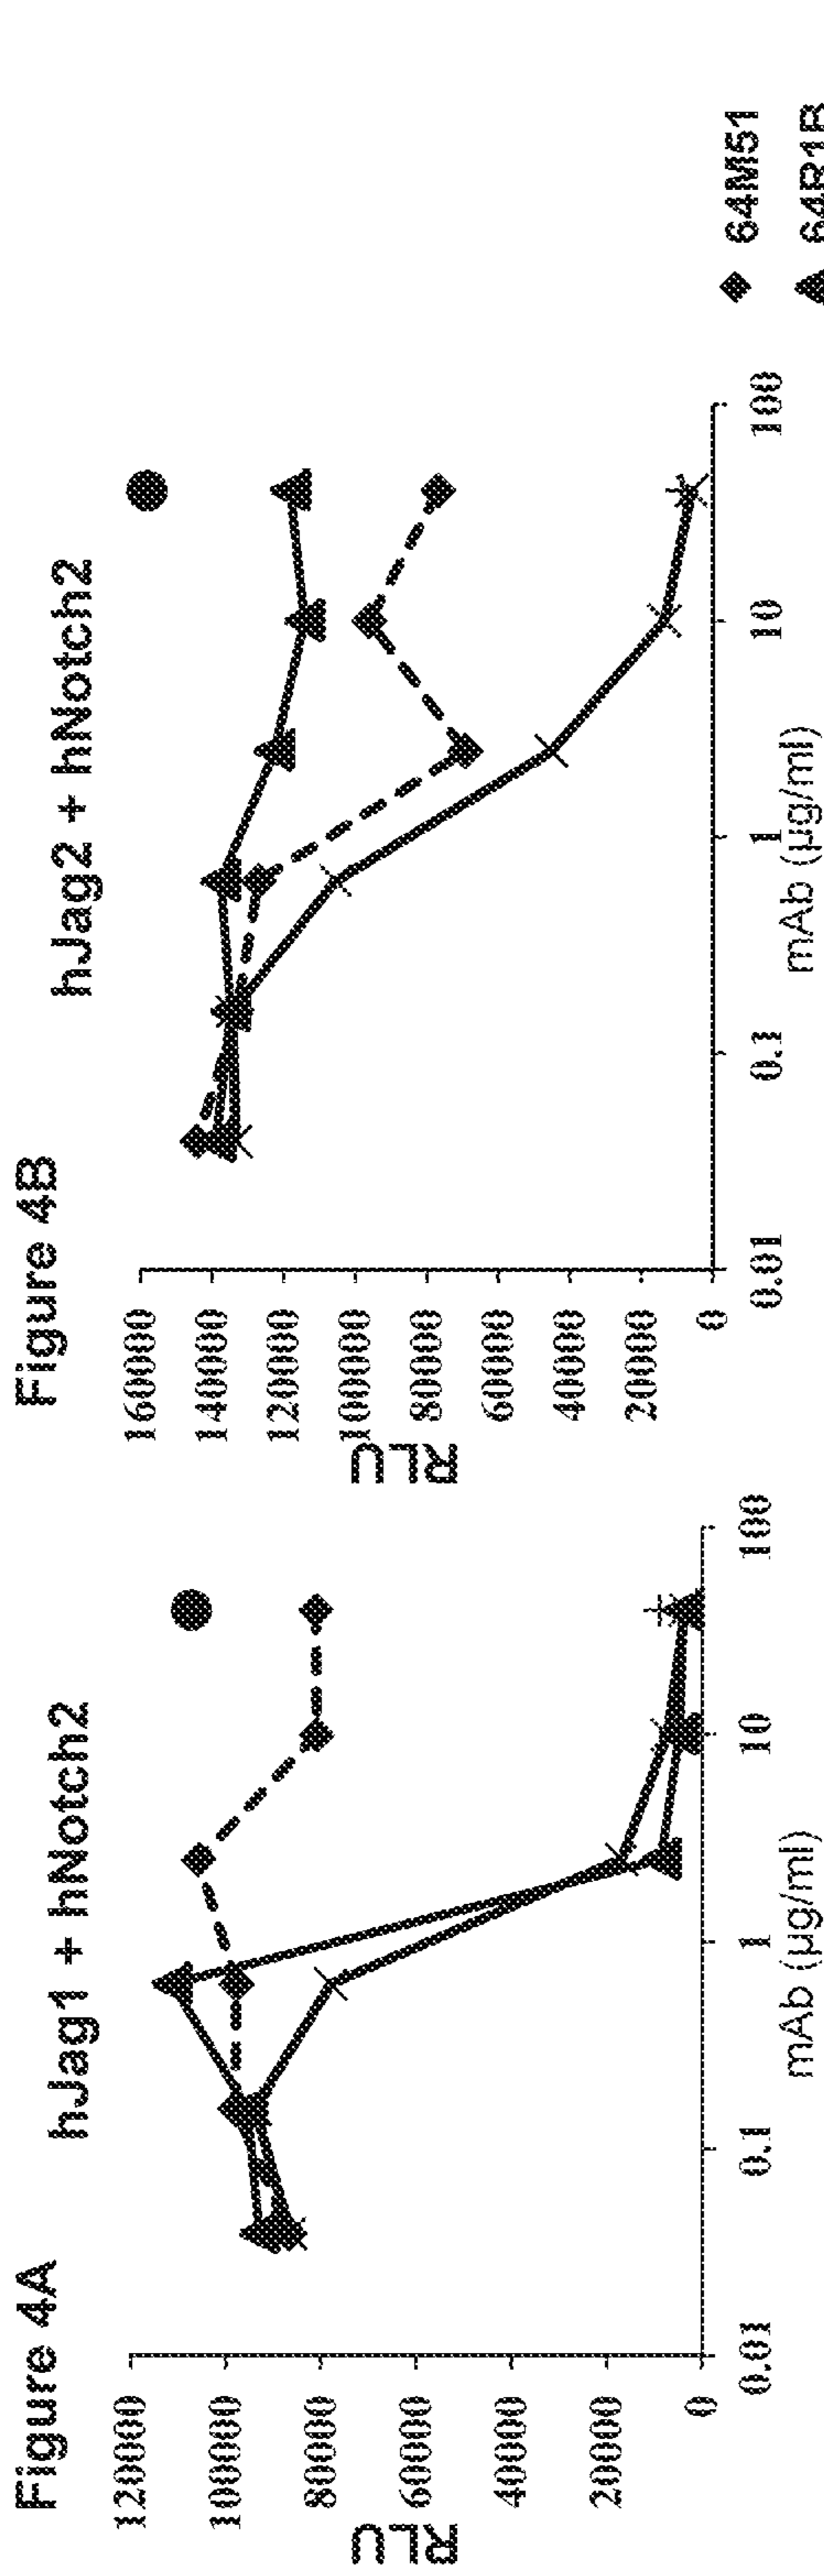 Figure 4A
hJag1 + hNotch2
RLU
120000
100000
80000
60000
40000
20000
0
0.01
0.1
1
10
100
mAb (µg/ml)
Figure 4B
hJag2 + hNotch2
RLU
160000
140000
120000
100000
80000
60000
40000
20000
0
0.01
0.1
1
10
100
mAb (µg/ml)
64M51